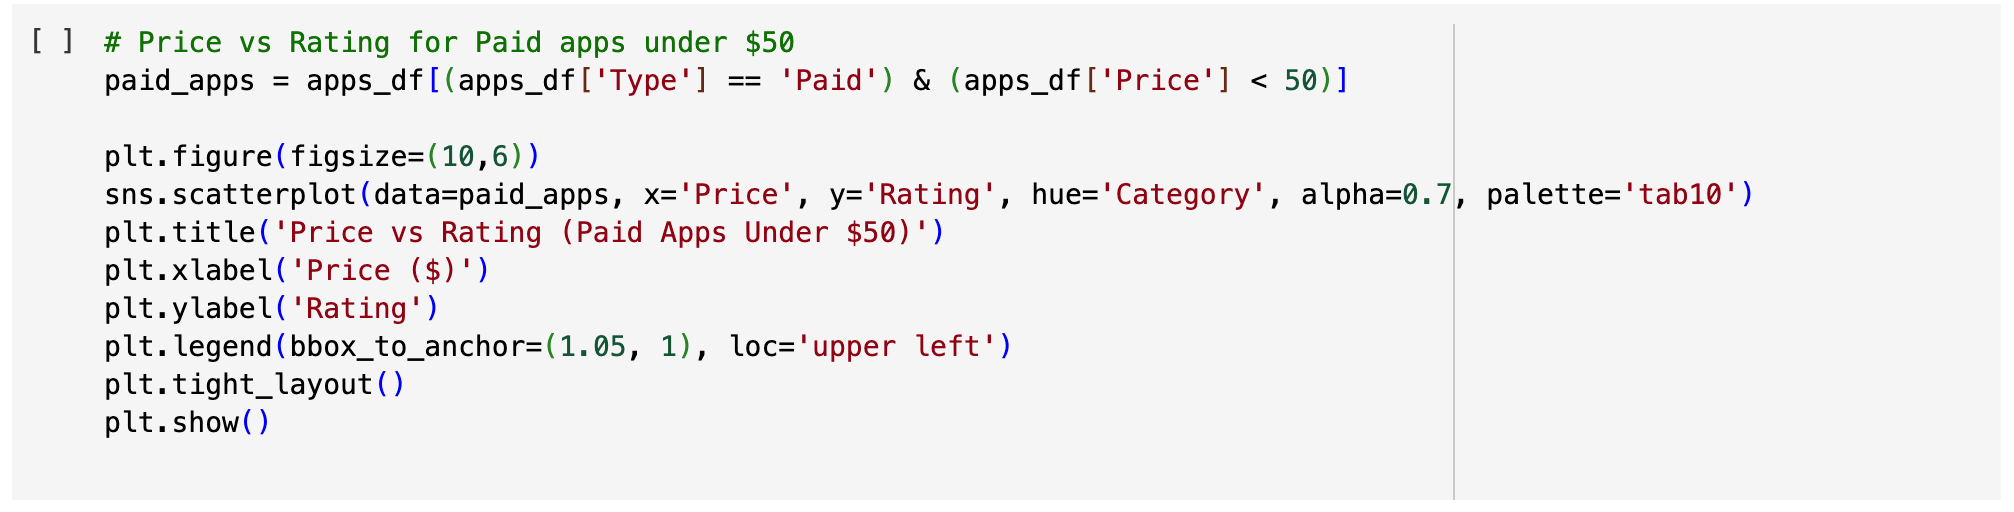 [ ] # Price vs Rating for Paid apps under $50
paid_apps = apps_df[(apps_df['Type'] == 'Paid') & (apps_df['Price'] < 50)]
plt.figure(figsize=(10,6))
sns.scatterplot(data=paid_apps, x='Price', y='Rating', hue='Category', alpha=0.7, palette='tab10')
plt.title('Price vs Rating (Paid Apps Under $50)')
plt.xlabel('Price ($)')
plt.ylabel('Rating')
plt.legend(bbox_to_anchor=(1.05, 1), loc='upper left')
plt.tight_layout()
plt.show()